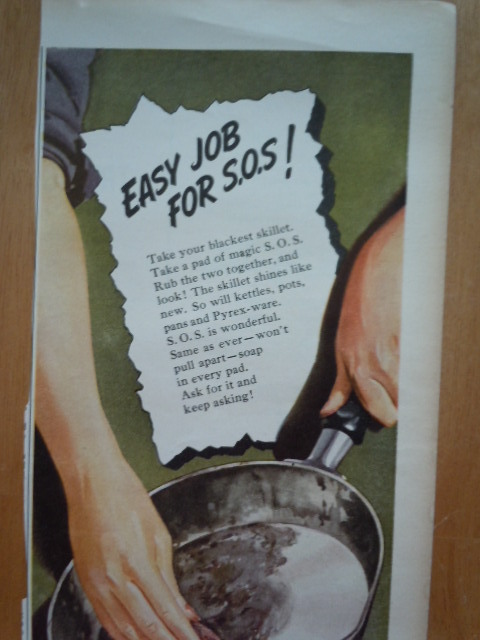 EASY JOB
FOR S.O.S!
Take your blackest skillet.
Take a pad of magic S.O.S.
Rub the two together, and
look! The skillet shines like
new. So will kettles, pots,
pans and Pyrex-ware.
S.O.S. is wonderful.
Same as ever—won't
pull apart—soap
in every pad.
Ask for it and
keep asking!